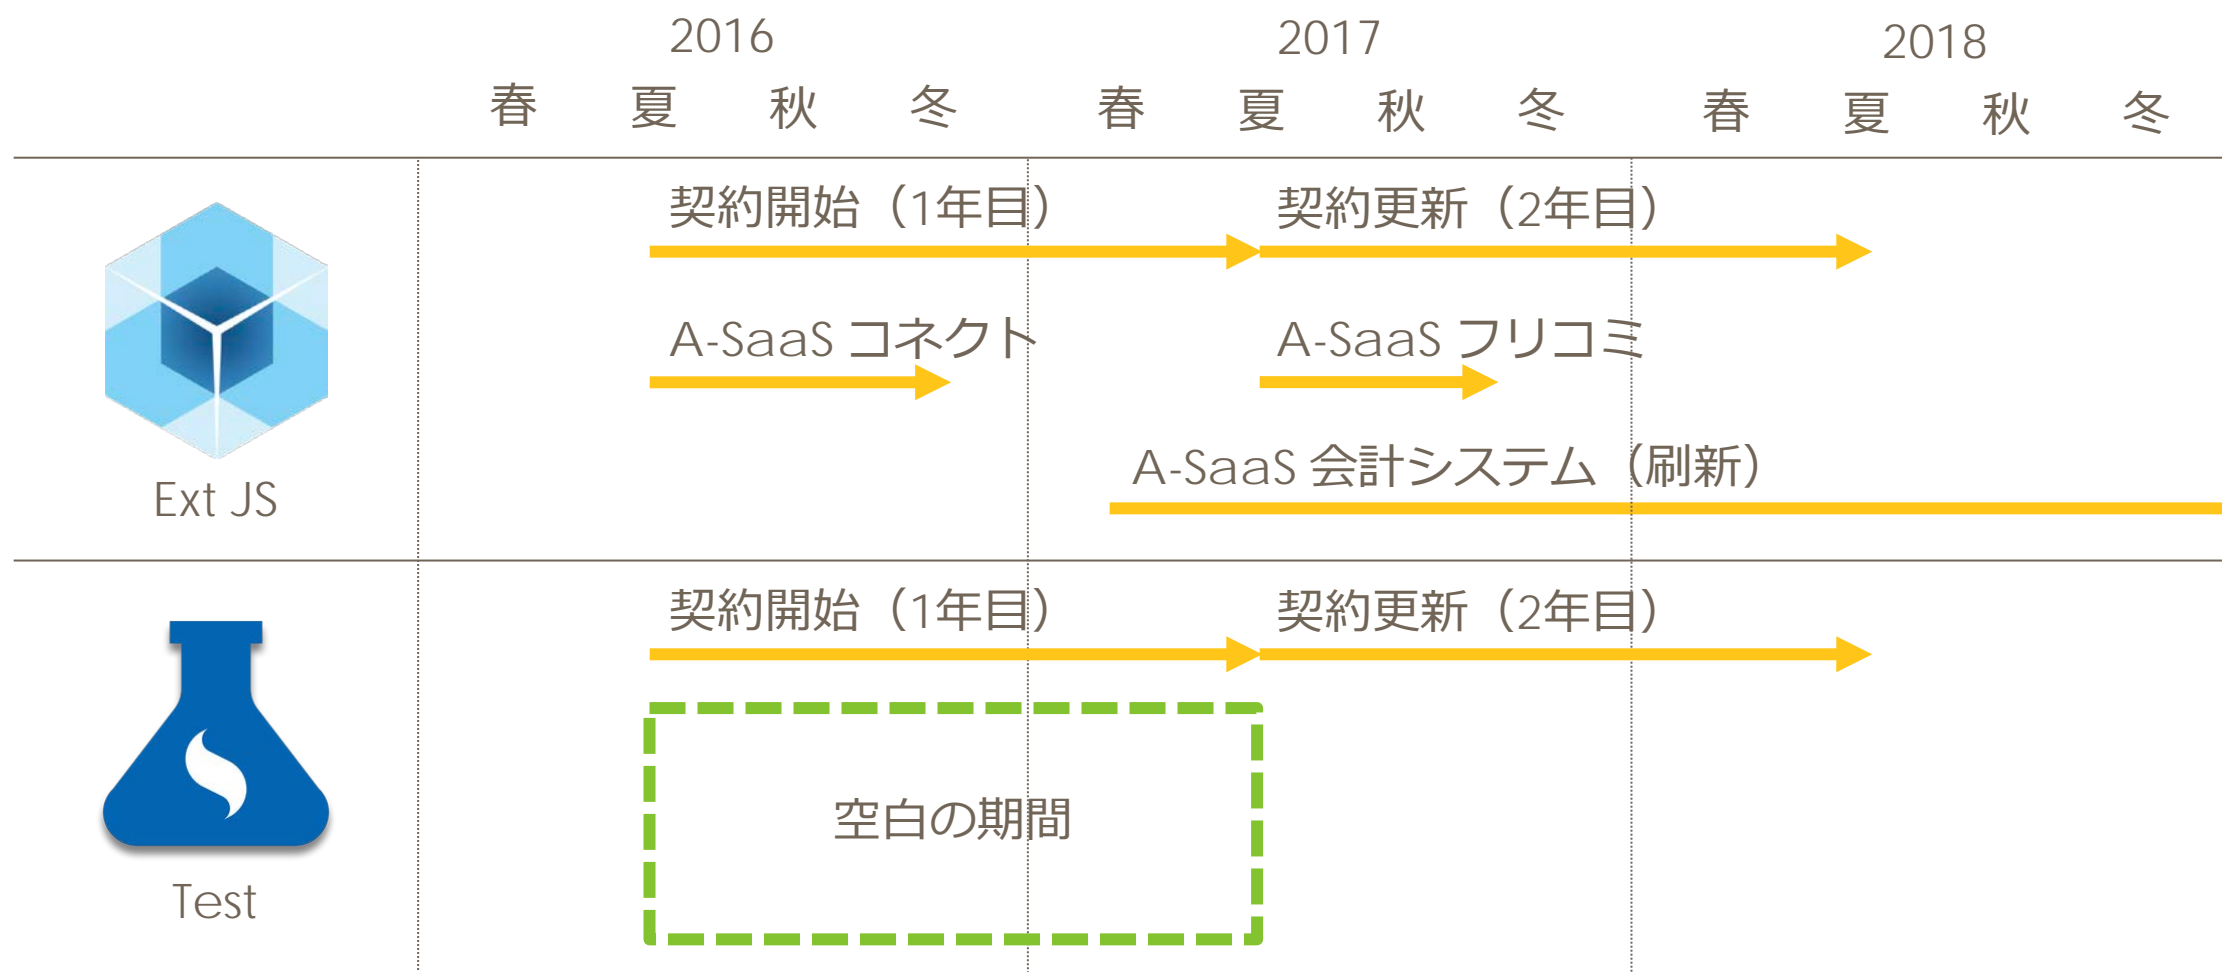 2016 2017 2018
春 夏 秋 冬 春 夏 秋 冬 春 夏 秋 冬
契約開始（1年目） 契約更新（2年目）
A-SaaS コネクト A-SaaS フリコミ
A-SaaS 会計システム（刷新）
Ext JS
契約開始（1年目） 契約更新（2年目）
空白の期間
Test